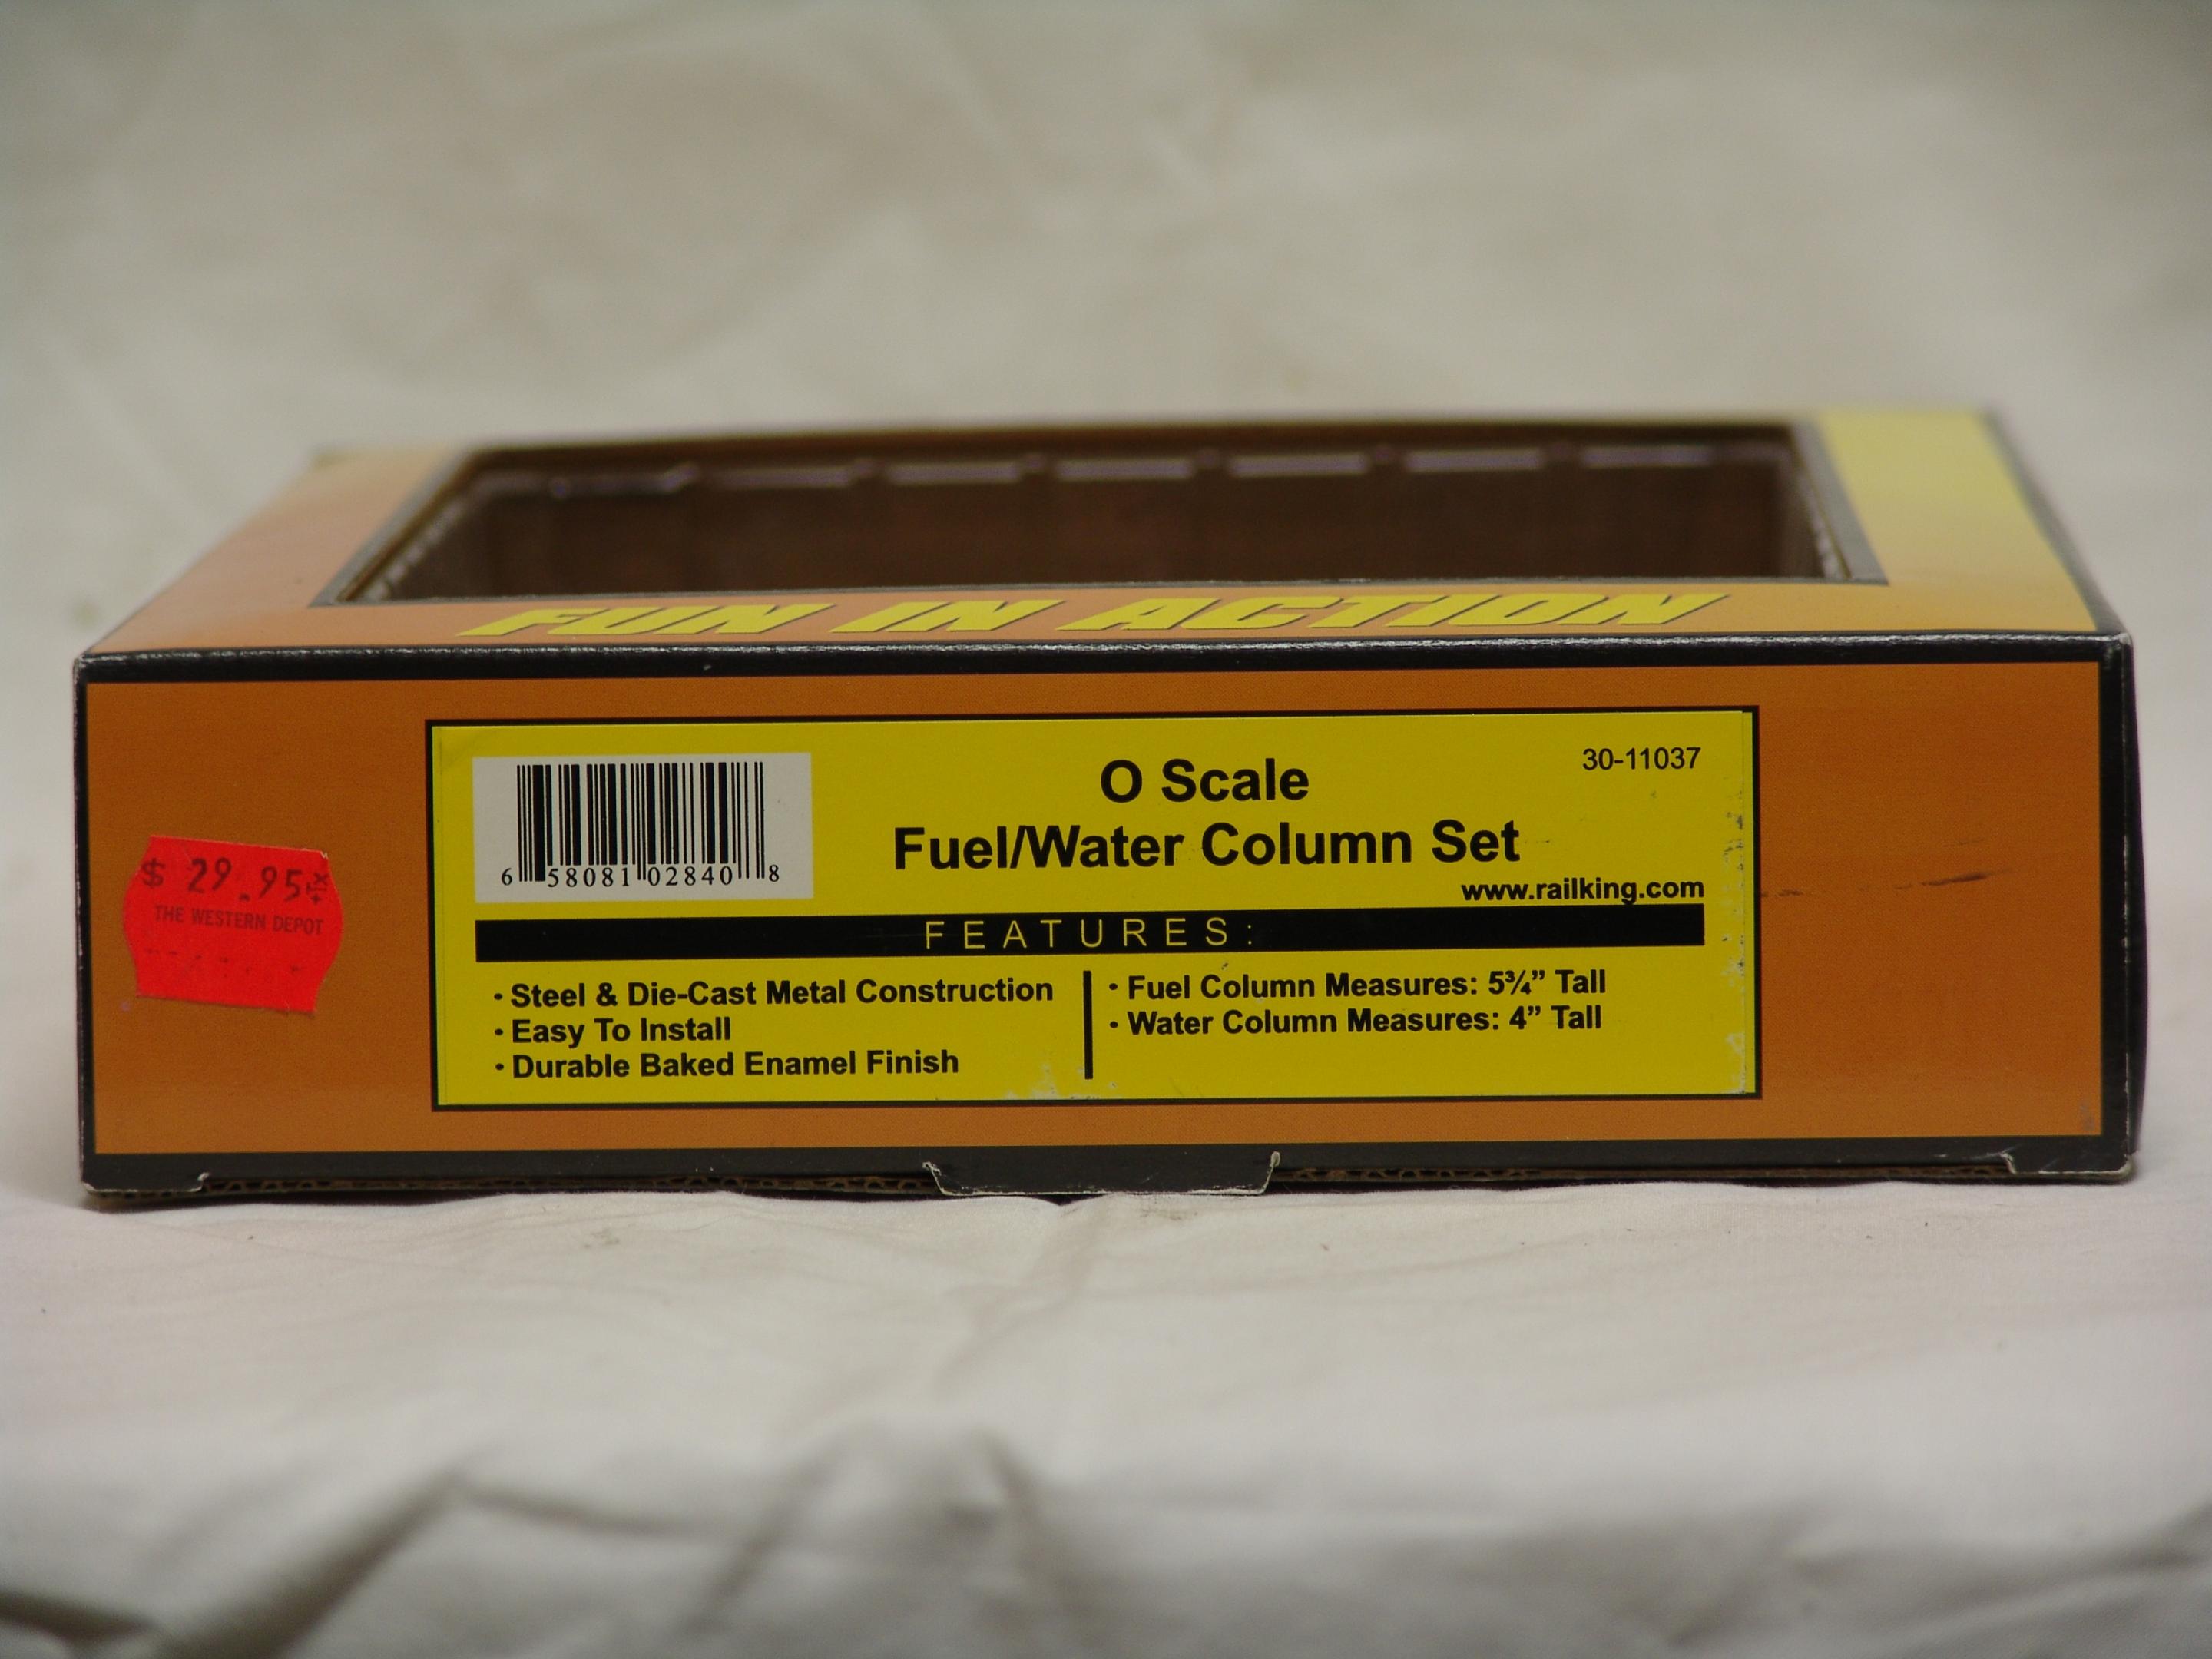 FUN IN ACTION
$ 29.95
THE WESTERN DEPOT
6 58081 02840 8
O Scale
30-11037
Fuel/Water Column Set
www.railking.com
FEATURES:
· Steel & Die-Cast Metal Construction
· Easy To Install
· Durable Baked Enamel Finish
· Fuel Column Measures: 5¾” Tall
· Water Column Measures: 4” Tall